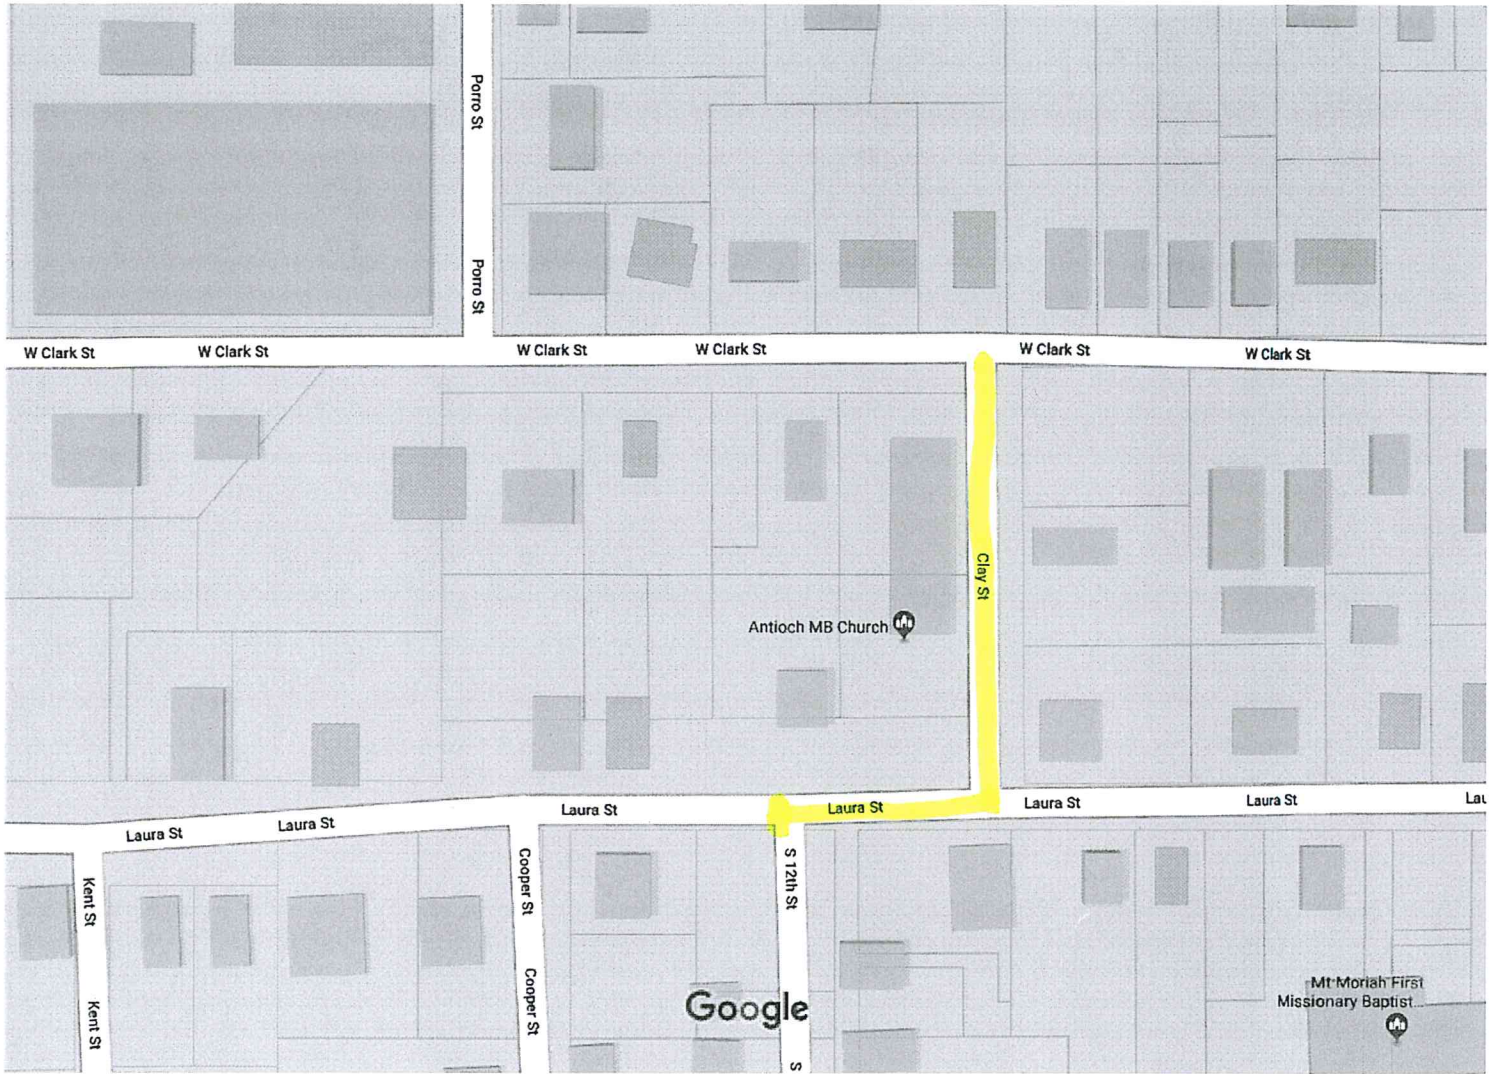 Porro St
Porro St
W Clark St
W Clark St
W Clark St
W Clark St
W Clark St
W Clark St
Clay St
Antioch MB Church
Laura St
Laura St
Laura St
Laura St
Laura St
Laura St
Lau
Kent St
Kent St
Cooper St
Cooper St
S 12th St
S
Google
Mt Moriah First
Missionary Baptist...